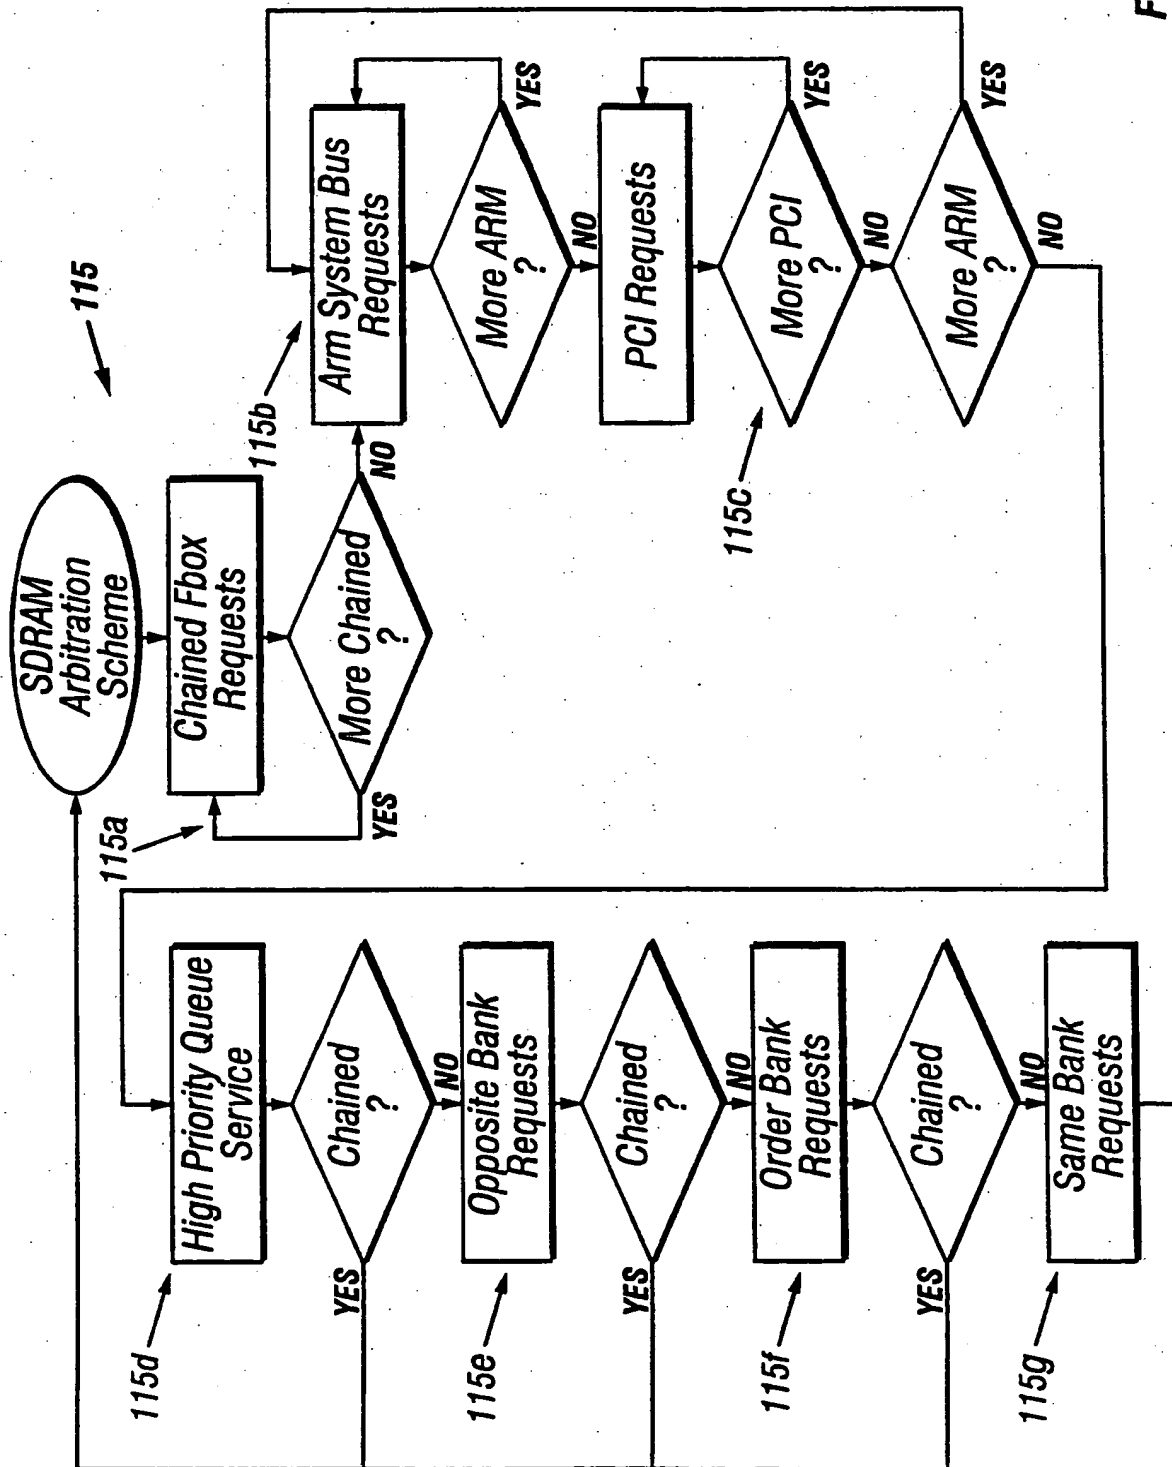 SDRAM
Arbitration
Scheme
115
115a
Chained Fbox
Requests
More Chained
?
YES
NO
115b
Arm System Bus
Requests
More ARM
?
YES
NO
PCI Requests
115c
More PCI
?
YES
NO
More ARM
?
YES
NO
115d
High Priority Queue
Service
Chained
?
YES
NO
115e
Opposite Bank
Requests
Chained
?
YES
NO
115f
Order Bank
Requests
Chained
?
YES
NO
115g
Same Bank
Requests
F